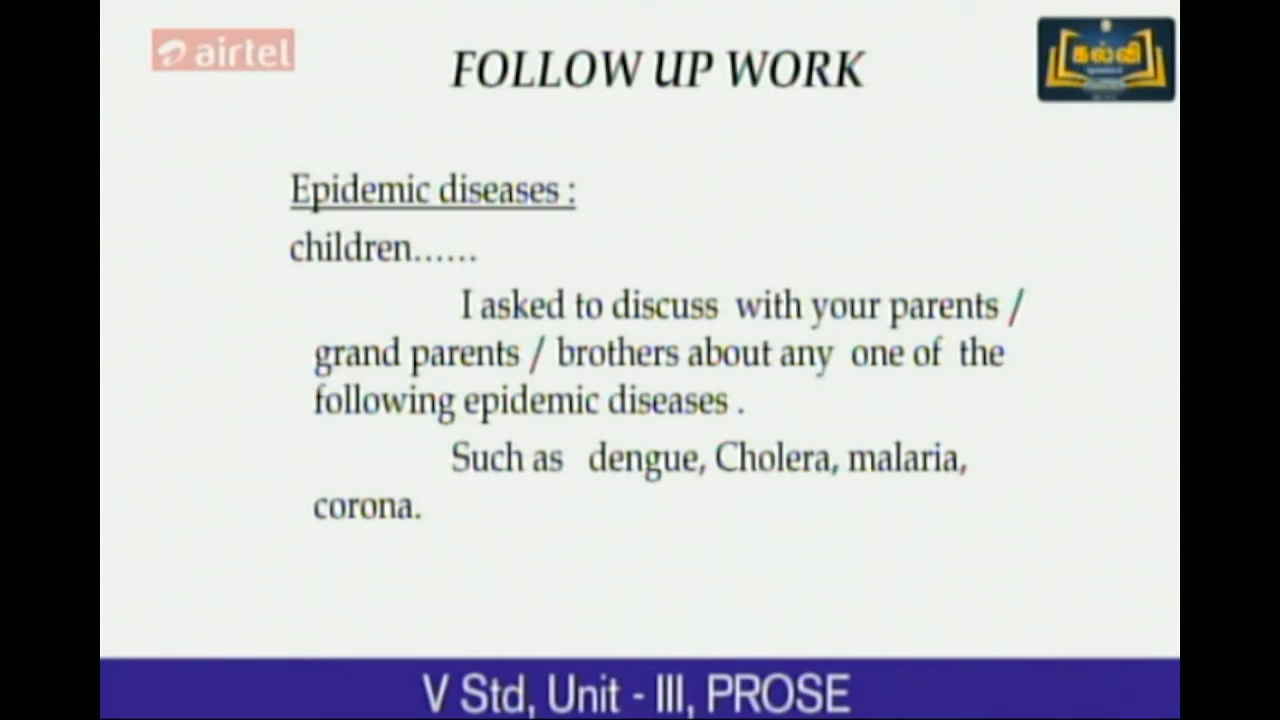 airtel
FOLLOW UP WORK
கல்வி
Epidemic diseases :
children......
I asked to discuss with your parents /
grand parents / brothers about any one of the
following epidemic diseases .
Such as dengue, Cholera, malaria,
corona.
V Std, Unit - III, PROSE